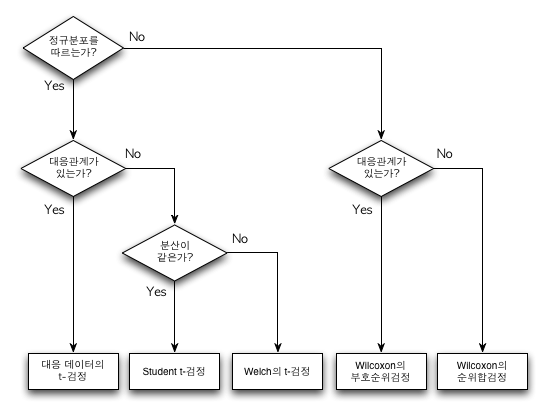 정규분포를
따르는가?
No
Yes
대응관계가
있는가?
No
Yes
대응관계가
있는가?
No
Yes
분산이
같은가?
No
Yes
대응 데이터의
t-검정
Student t-검정
Welch의 t-검정
Wilcoxon의
부호순위검정
Wilcoxon의
순위합검정